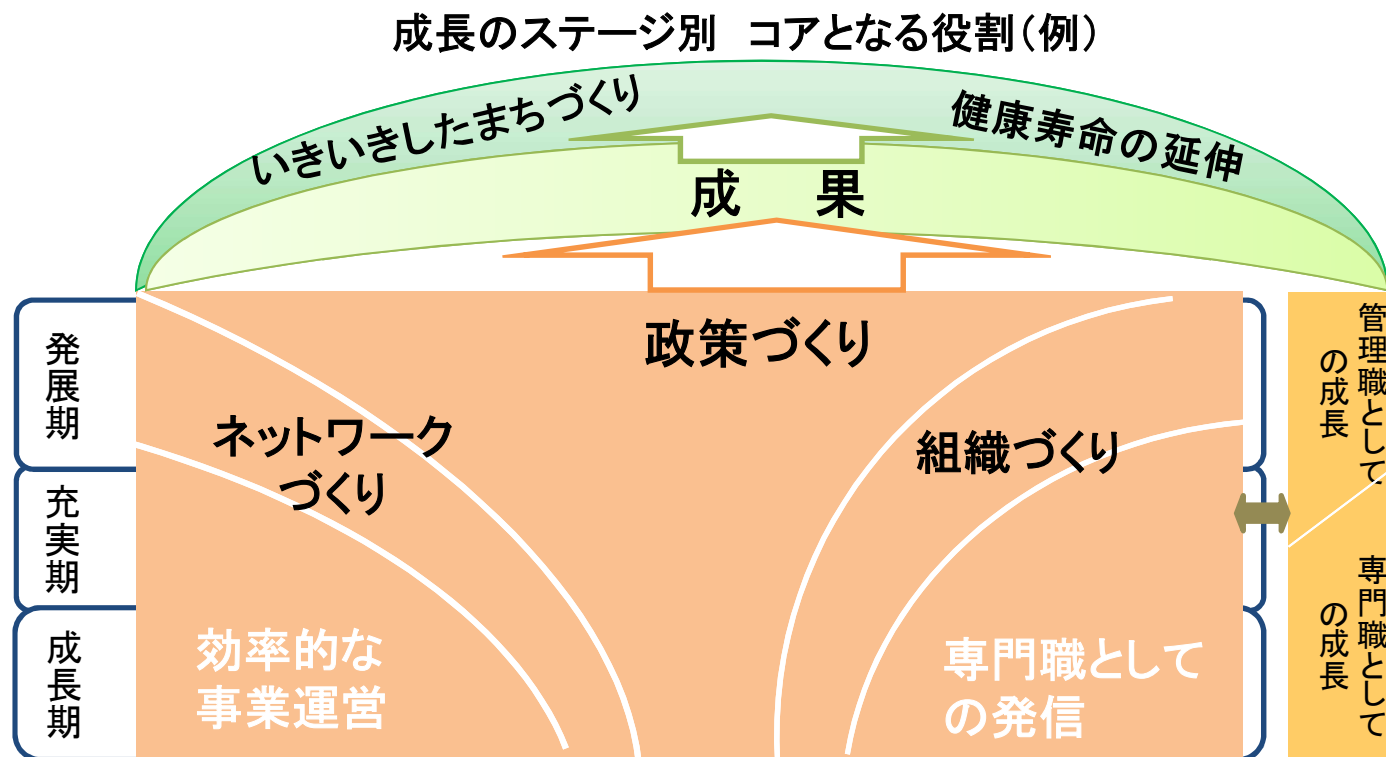 成長のステージ別 コアとなる役割（例）
いきいきしたまちづくり
健康寿命の延伸
成 果
政策づくり
発展期
ネットワーク
づくり
組織づくり
管理職として
の成長
充実期
成長期
効率的な
事業運営
専門職として
の発信
専門職として
の成長